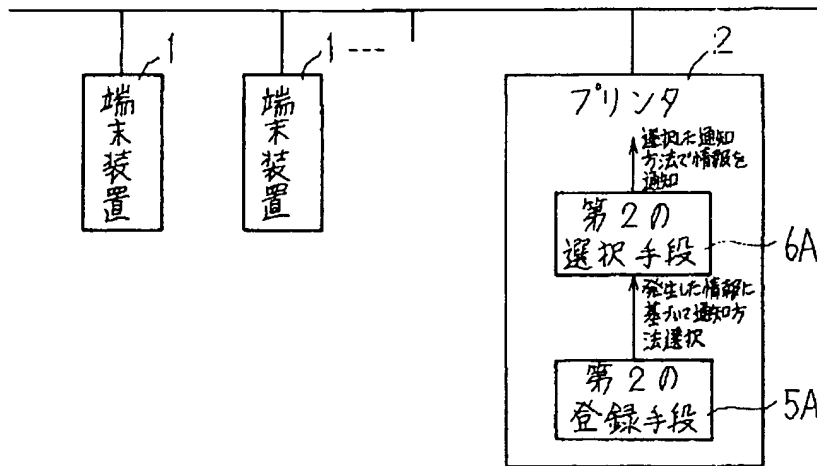 1
1
2
端末装置
端末装置
プリンタ
選択した通知
方法で情報を
通知
第2の
選択手段
6A
発生した情報に
基づいて通知方
法選択
第2の
登録手段
5A